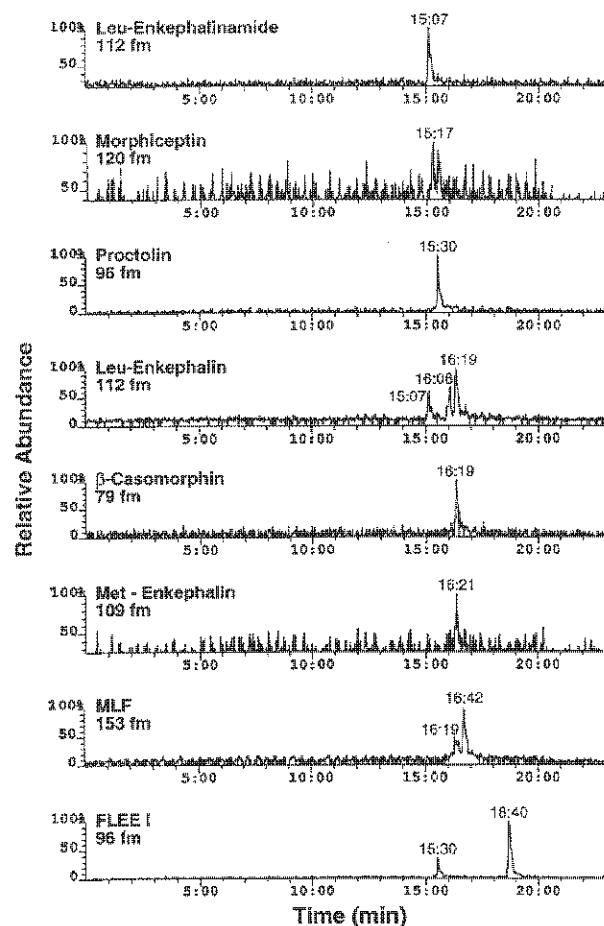 Relative Abundance
100%
Leu-Enkephalinamide
112 fm
15:07
50
5:00 10:00 15:00 20:00
100%
Morphiceptin
120 fm
15:17
50
5:00 10:00 15:00 20:00
100%
Proctolin
96 fm
15:30
50
0
5:00 10:00 15:00 20:00
100%
Leu-Enkephalin
112 fm
15:07 16:06 16:19
50
0
5:00 10:00 15:00 20:00
100%
β-Casomorphin
79 fm
16:19
50
0
5:00 10:00 15:00 20:00
100%
Met - Enkephalin
109 fm
16:21
50
5:00 10:00 15:00 20:00
100%
MLF
153 fm
16:19 16:42
50
0
5:00 10:00 15:00 20:00
100%
FLEE I
96 fm
15:30 18:40
50
0
5:00 10:00 15:00 20:00
Time (min)